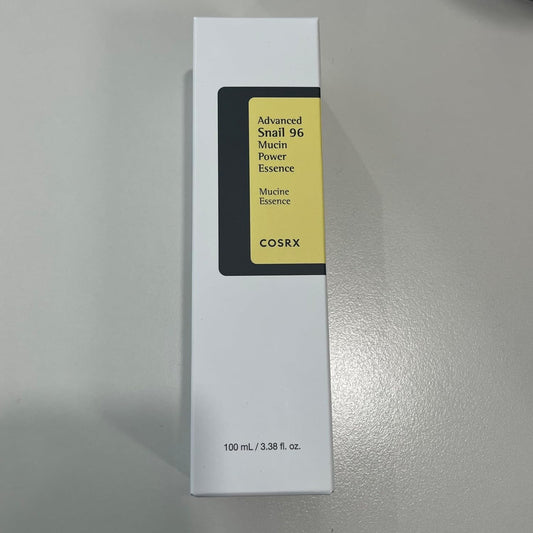 Advanced
Snail 96
Mucin
Power
Essence
Mucine
Essence
COSRX
100 mL / 3.38 fl. oz.